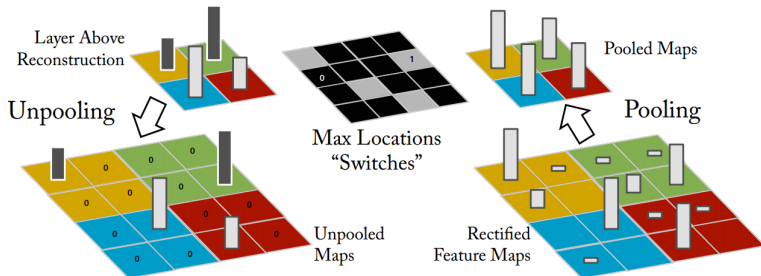 Layer Above
Reconstruction
Unpooling
0
1
Max Locations
"Switches"
Pooled Maps
Pooling
0
0
0
0
0
0
0
0
0
0
0
0
Unpooled
Maps
Rectified
Feature Maps